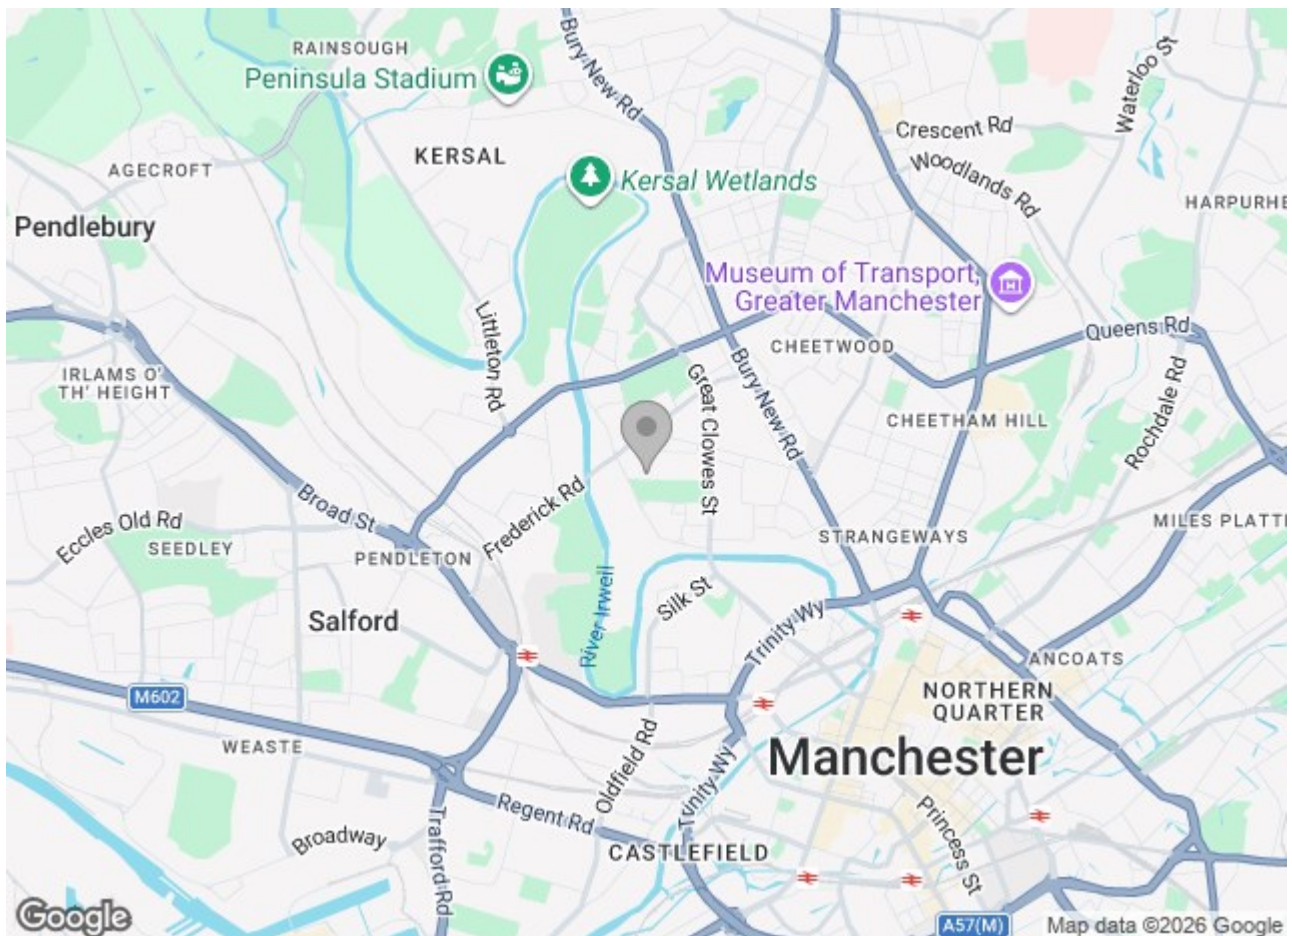 RAINSOUGH
Peninsula Stadium
Bury New Rd
Waterloo St
Crescent Rd
KERSAL
AGECROFT
Woodlands Rd
Kersal Wetlands
HARPURHE
Pendlebury
Museum of Transport,
Greater Manchester
Littleton Rd
Queens Rd
CHEETWOOD
IRLAMS O'
TH' HEIGHT
Great Clowes St
Bury New Rd
Rochdale Rd
CHEETHAM HILL
Frederick Rd
Broad St
Eccles Old Rd
SEEDLEY
PENDLETON
STRANGEWAYS
MILES PLATTI
River Irwell
Silk St
Salford
Trinity Wy
ANCOATS
M602
NORTHERN
QUARTER
WEASTE
Oldfield Rd
Trinity Wy
Manchester
Regent Rd
Trafford Rd
Broadway
Princess St
CASTLEFIELD
Google
A57(M)
Map data ©2026 Google